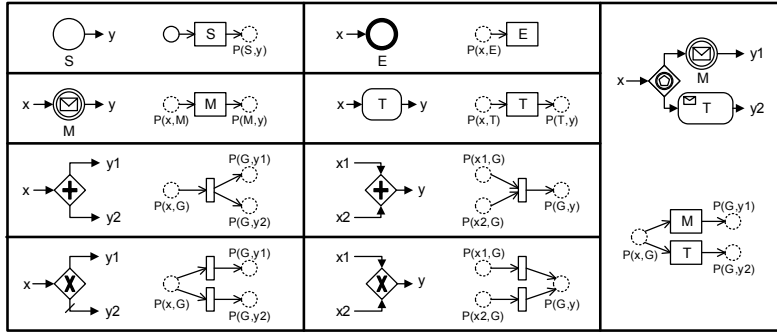 S y S P(S,y)
x E P(x,E) E
x M y P(x,M) M P(M,y)
x T y P(x,T) T P(T,y)
x y1 y2 P(x,G) P(G,y1) P(G,y2)
x1 x2 y P(x1,G) P(x2,G) P(G,y)
x X y1 y2 P(x,G) P(G,y1) P(G,y2)
x1 x2 X y P(x1,G) P(x2,G) P(G,y)
x M y1
T y2
P(x,G) M P(G,y1)
T P(G,y2)